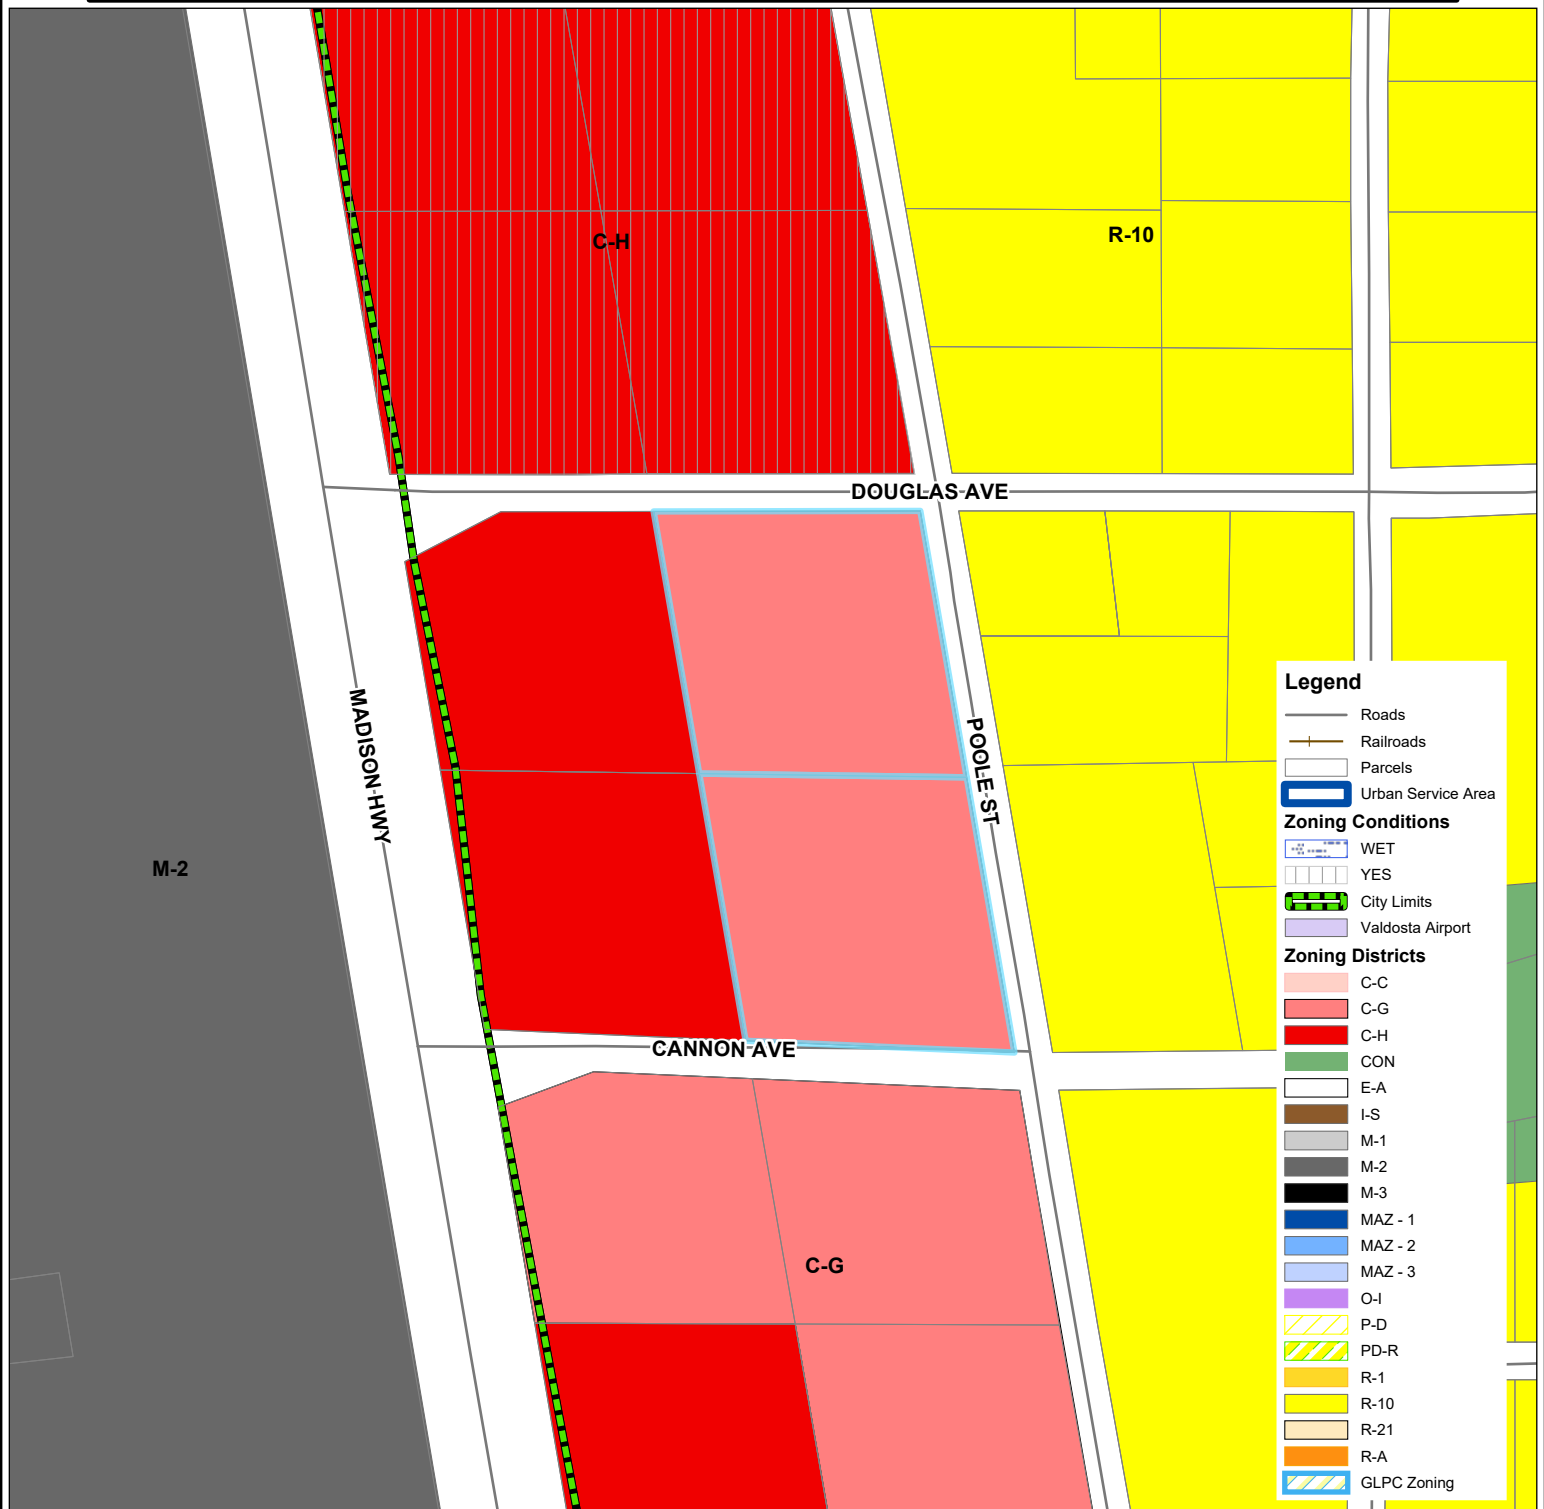 C-H
R-10
DOUGLAS AVE
MADISON HWY
POOLE ST
M-2
CANNON AVE
C-G
Legend
Roads
Railroads
Parcels
Urban Service Area
Zoning Conditions
WET
YES
City Limits
Valdosta Airport
Zoning Districts
C-C
C-G
C-H
CON
E-A
I-S
M-1
M-2
M-3
MAZ - 1
MAZ - 2
MAZ - 3
O-I
P-D
PD-R
R-1
R-10
R-21
R-A
GLPC Zoning